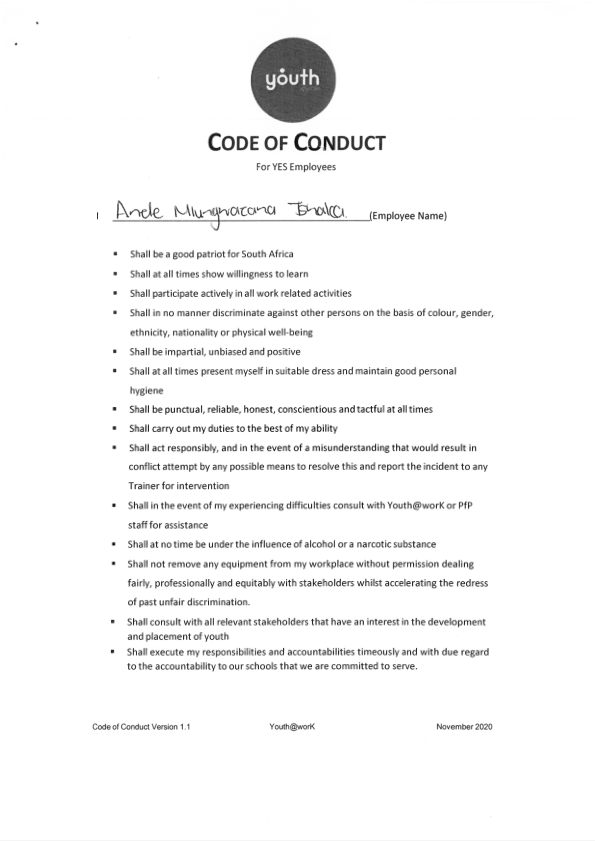 youth
CODE OF CONDUCT
For YES Employees
I Anele (Employee Name)
▪ Shall be a good patriot for South Africa
▪ Shall at all times show willingness to learn
▪ Shall participate actively in all work related activities
▪ Shall in no manner discriminate against other persons on the basis of colour, gender,
ethnicity, nationality or physical well-being
▪ Shall be impartial, unbiased and positive
▪ Shall at all times present myself in suitable dress and maintain good personal
hygiene
▪ Shall be punctual, reliable, honest, conscientious and tactful at all times
▪ Shall carry out my duties to the best of my ability
▪ Shall act responsibly, and in the event of a misunderstanding that would result in
conflict attempt by any possible means to resolve this and report the incident to any
Trainer for intervention
▪ Shall in the event of my experiencing difficulties consult with Youth@worK or PfP
staff for assistance
▪ Shall at no time be under the influence of alcohol or a narcotic substance
▪ Shall not remove any equipment from my workplace without permission dealing
fairly, professionally and equitably with stakeholders whilst accelerating the redress
of past unfair discrimination.
▪ Shall consult with all relevant stakeholders that have an interest in the development
and placement of youth
▪ Shall execute my responsibilities and accountabilities timeously and with due regard
to the accountability to our schools that we are committed to serve.
Code of Conduct Version 1.1 Youth@worK November 2020